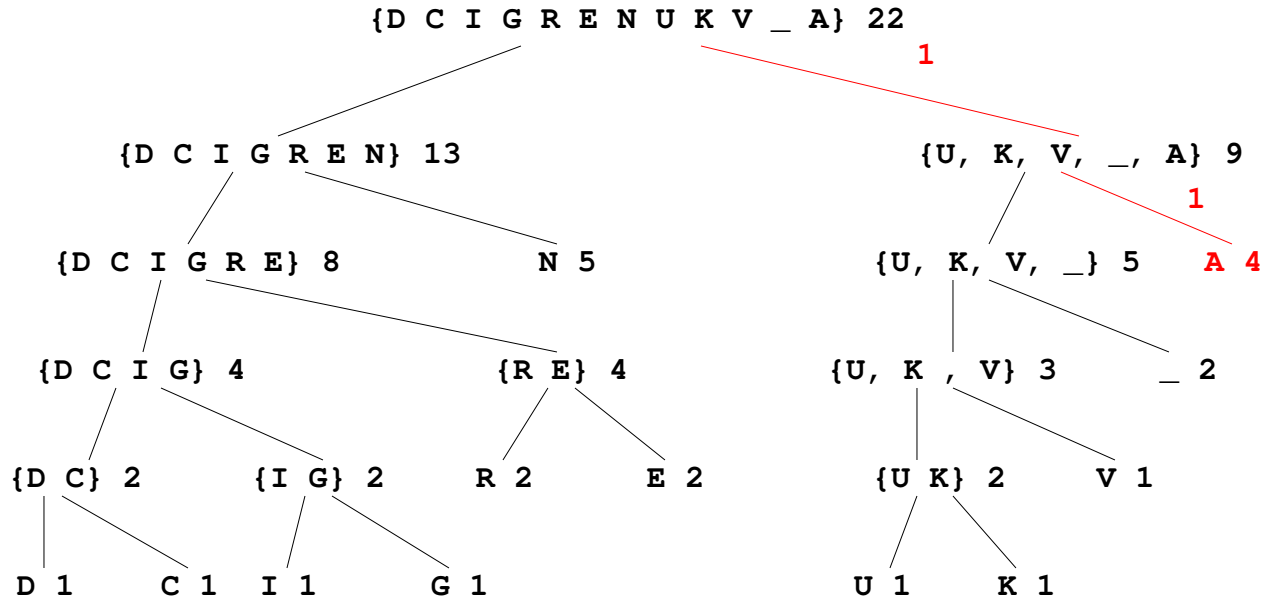 {D C I G R E N U K V _ A} 22
1
{D C I G R E N} 13 {U, K, V, _, A} 9
1
{D C I G R E} 8 N 5 {U, K, V, _} 5 A 4
{D C I G} 4 {R E} 4 {U, K , V} 3 _ 2
{D C} 2 {I G} 2 R 2 E 2 {U K} 2 V 1
D 1 C 1 I 1 G 1 U 1 K 1